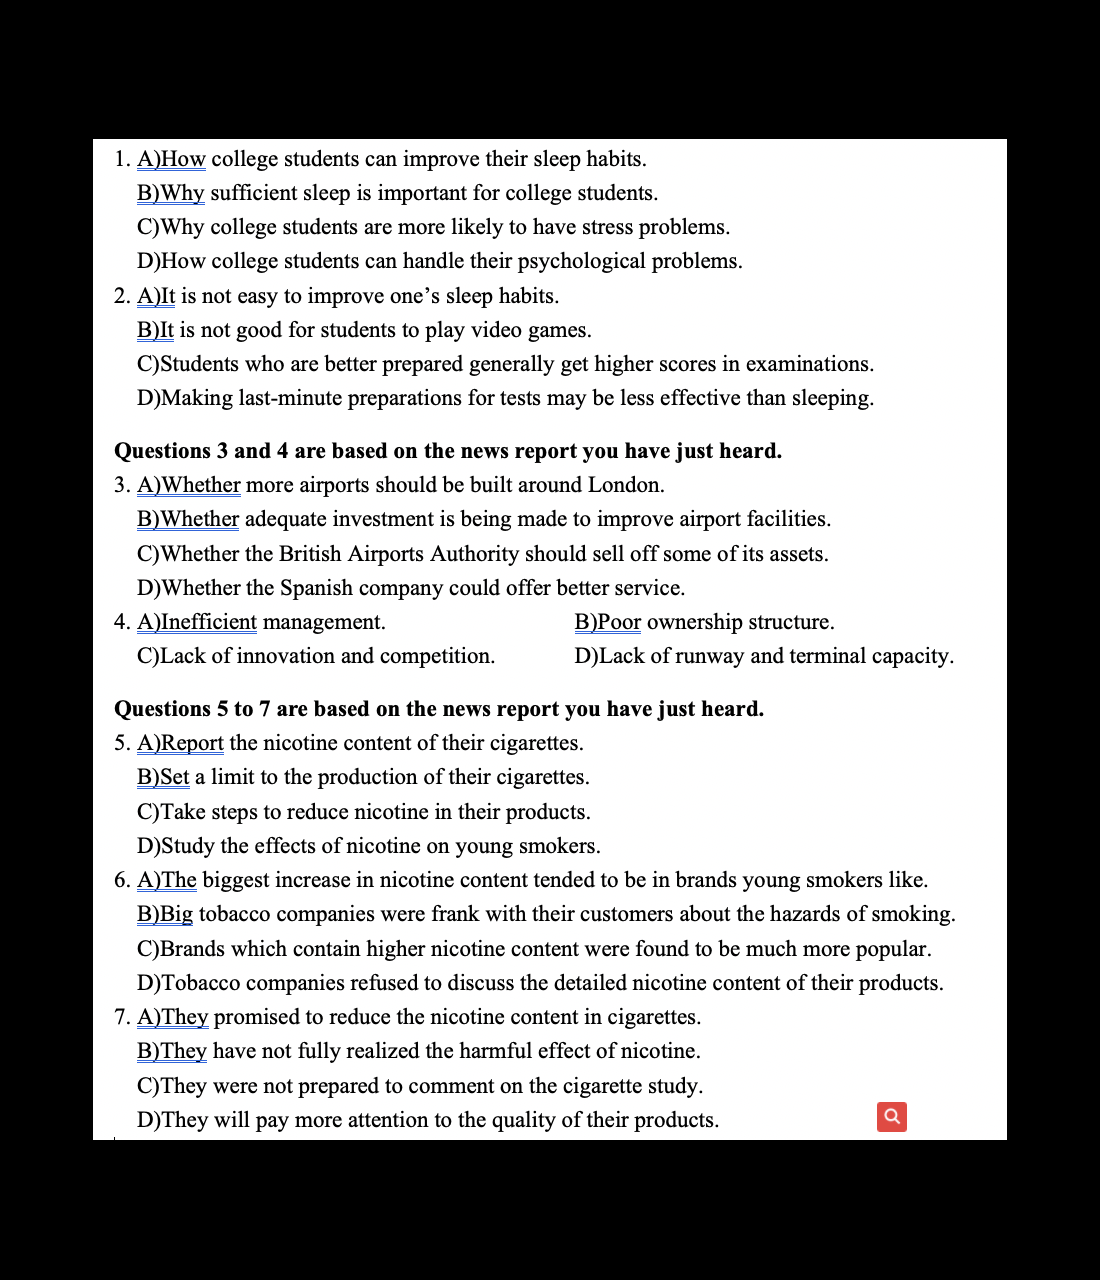 1. A)How college students can improve their sleep habits.
B)Why sufficient sleep is important for college students.
C)Why college students are more likely to have stress problems.
D)How college students can handle their psychological problems.
2. A)It is not easy to improve one’s sleep habits.
B)It is not good for students to play video games.
C)Students who are better prepared generally get higher scores in examinations.
D)Making last-minute preparations for tests may be less effective than sleeping.
Questions 3 and 4 are based on the news report you have just heard.
3. A)Whether more airports should be built around London.
B)Whether adequate investment is being made to improve airport facilities.
C)Whether the British Airports Authority should sell off some of its assets.
D)Whether the Spanish company could offer better service.
4. A)Inefficient management. B)Poor ownership structure.
C)Lack of innovation and competition. D)Lack of runway and terminal capacity.
Questions 5 to 7 are based on the news report you have just heard.
5. A)Report the nicotine content of their cigarettes.
B)Set a limit to the production of their cigarettes.
C)Take steps to reduce nicotine in their products.
D)Study the effects of nicotine on young smokers.
6. A)The biggest increase in nicotine content tended to be in brands young smokers like.
B)Big tobacco companies were frank with their customers about the hazards of smoking.
C)Brands which contain higher nicotine content were found to be much more popular.
D)Tobacco companies refused to discuss the detailed nicotine content of their products.
7. A)They promised to reduce the nicotine content in cigarettes.
B)They have not fully realized the harmful effect of nicotine.
C)They were not prepared to comment on the cigarette study.
D)They will pay more attention to the quality of their products.